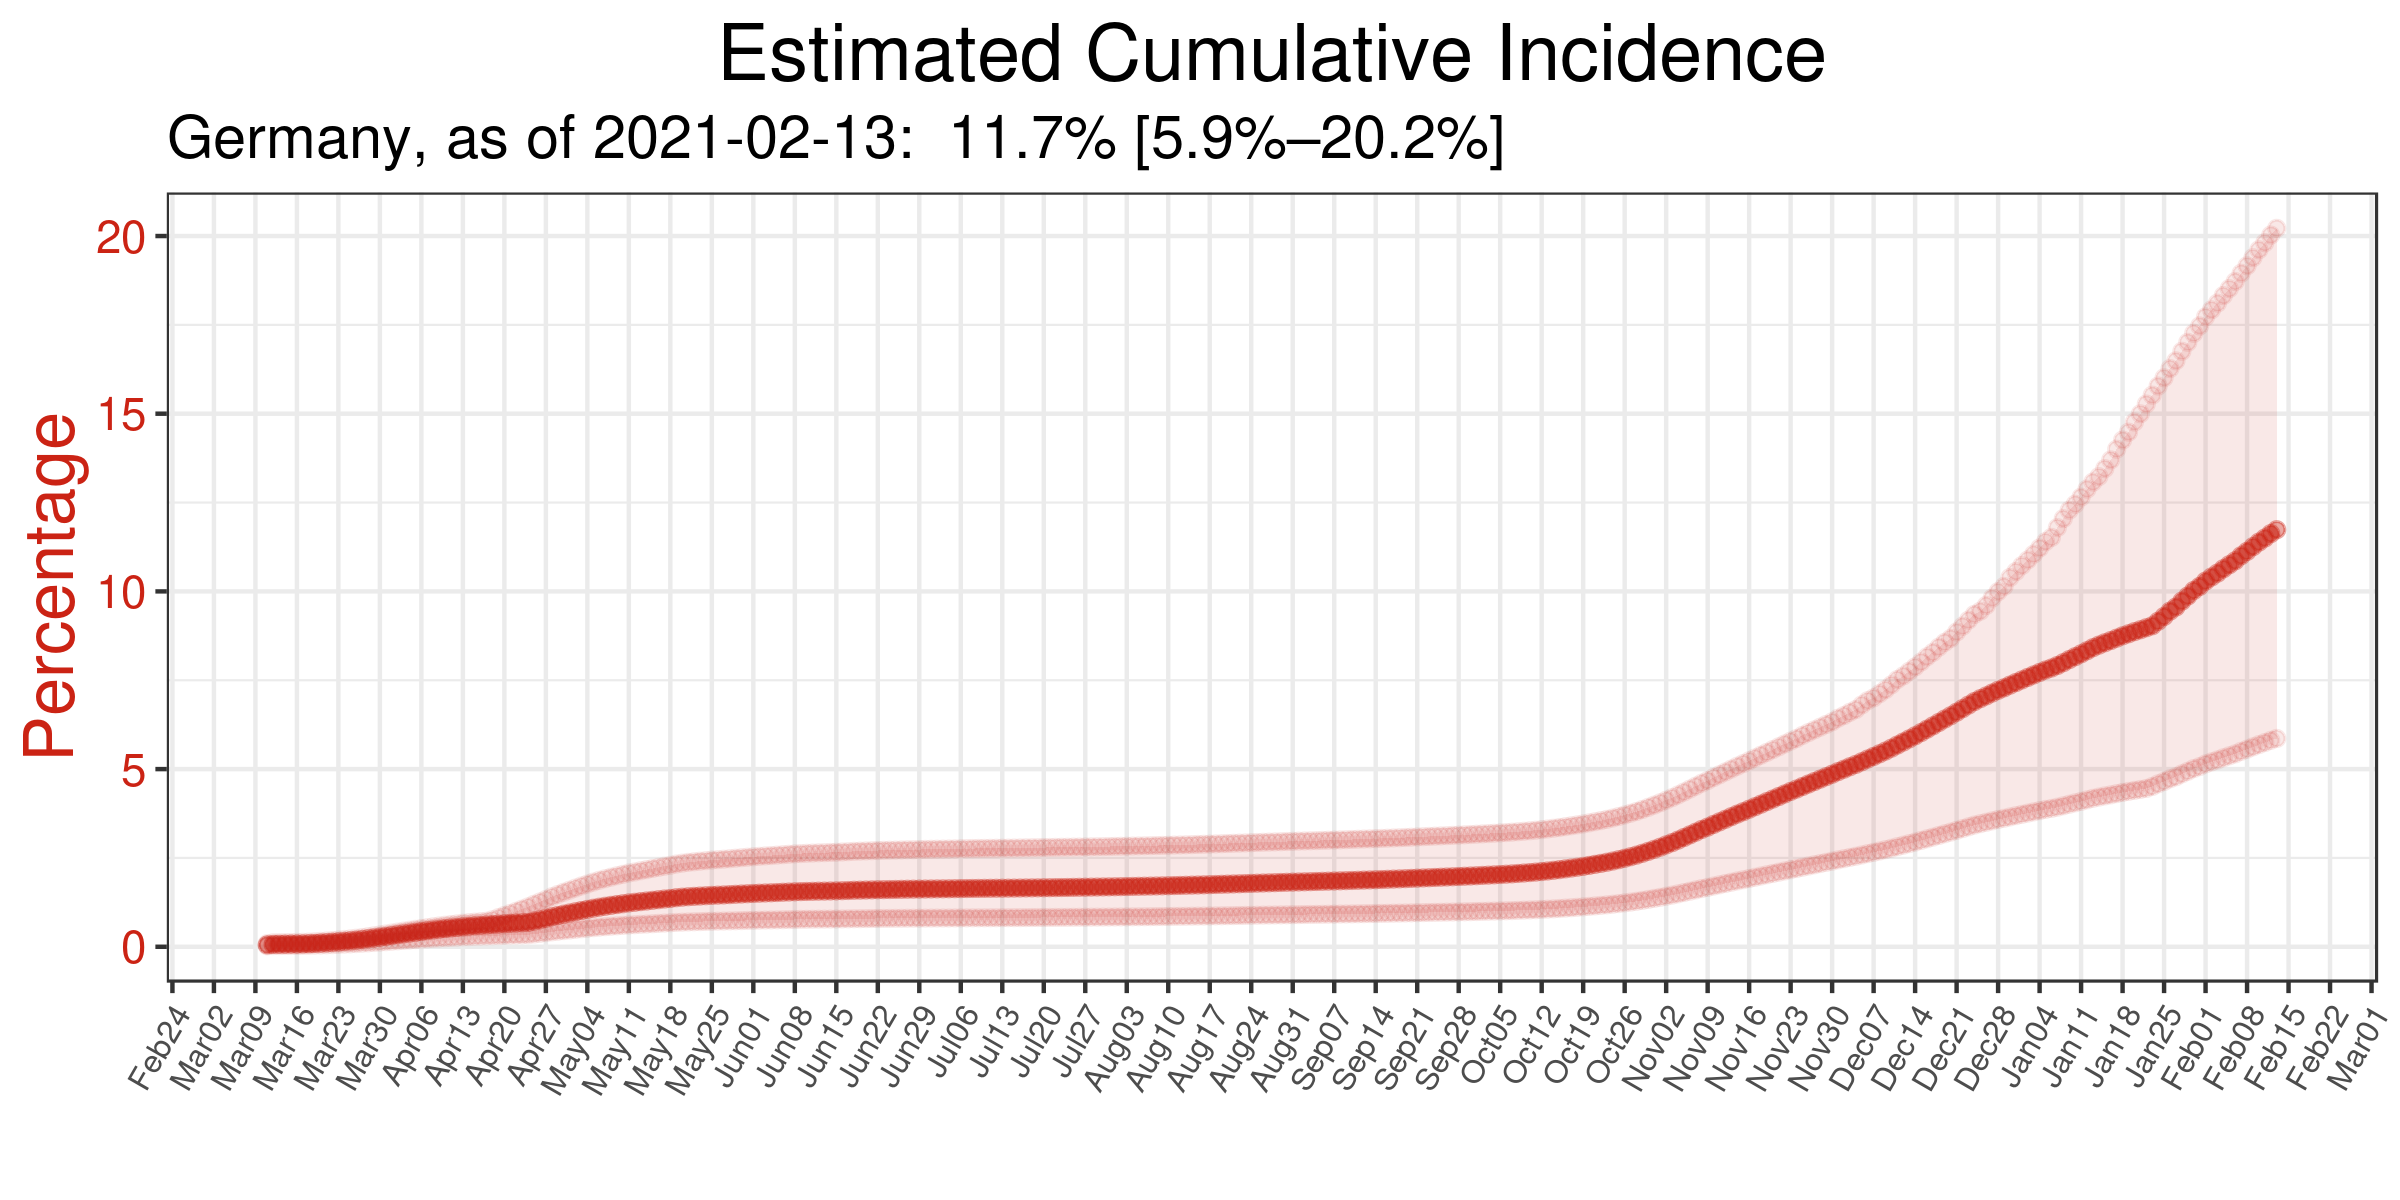 Estimated Cumulative Incidence
Germany, as of 2021-02-13:  11.7% [5.9%–20.2%]
Percentage
20
15
10
5
0
Feb24
Mar02
Mar09
Mar16
Mar23
Mar30
Apr06
Apr13
Apr20
Apr27
May04
May11
May18
May25
Jun01
Jun08
Jun15
Jun22
Jun29
Jul06
Jul13
Jul20
Jul27
Aug03
Aug10
Aug17
Aug24
Aug31
Sep07
Sep14
Sep21
Sep28
Oct05
Oct12
Oct19
Oct26
Nov02
Nov09
Nov16
Nov23
Nov30
Dec07
Dec14
Dec21
Dec28
Jan04
Jan11
Jan18
Jan25
Feb01
Feb08
Feb15
Feb22
Mar01